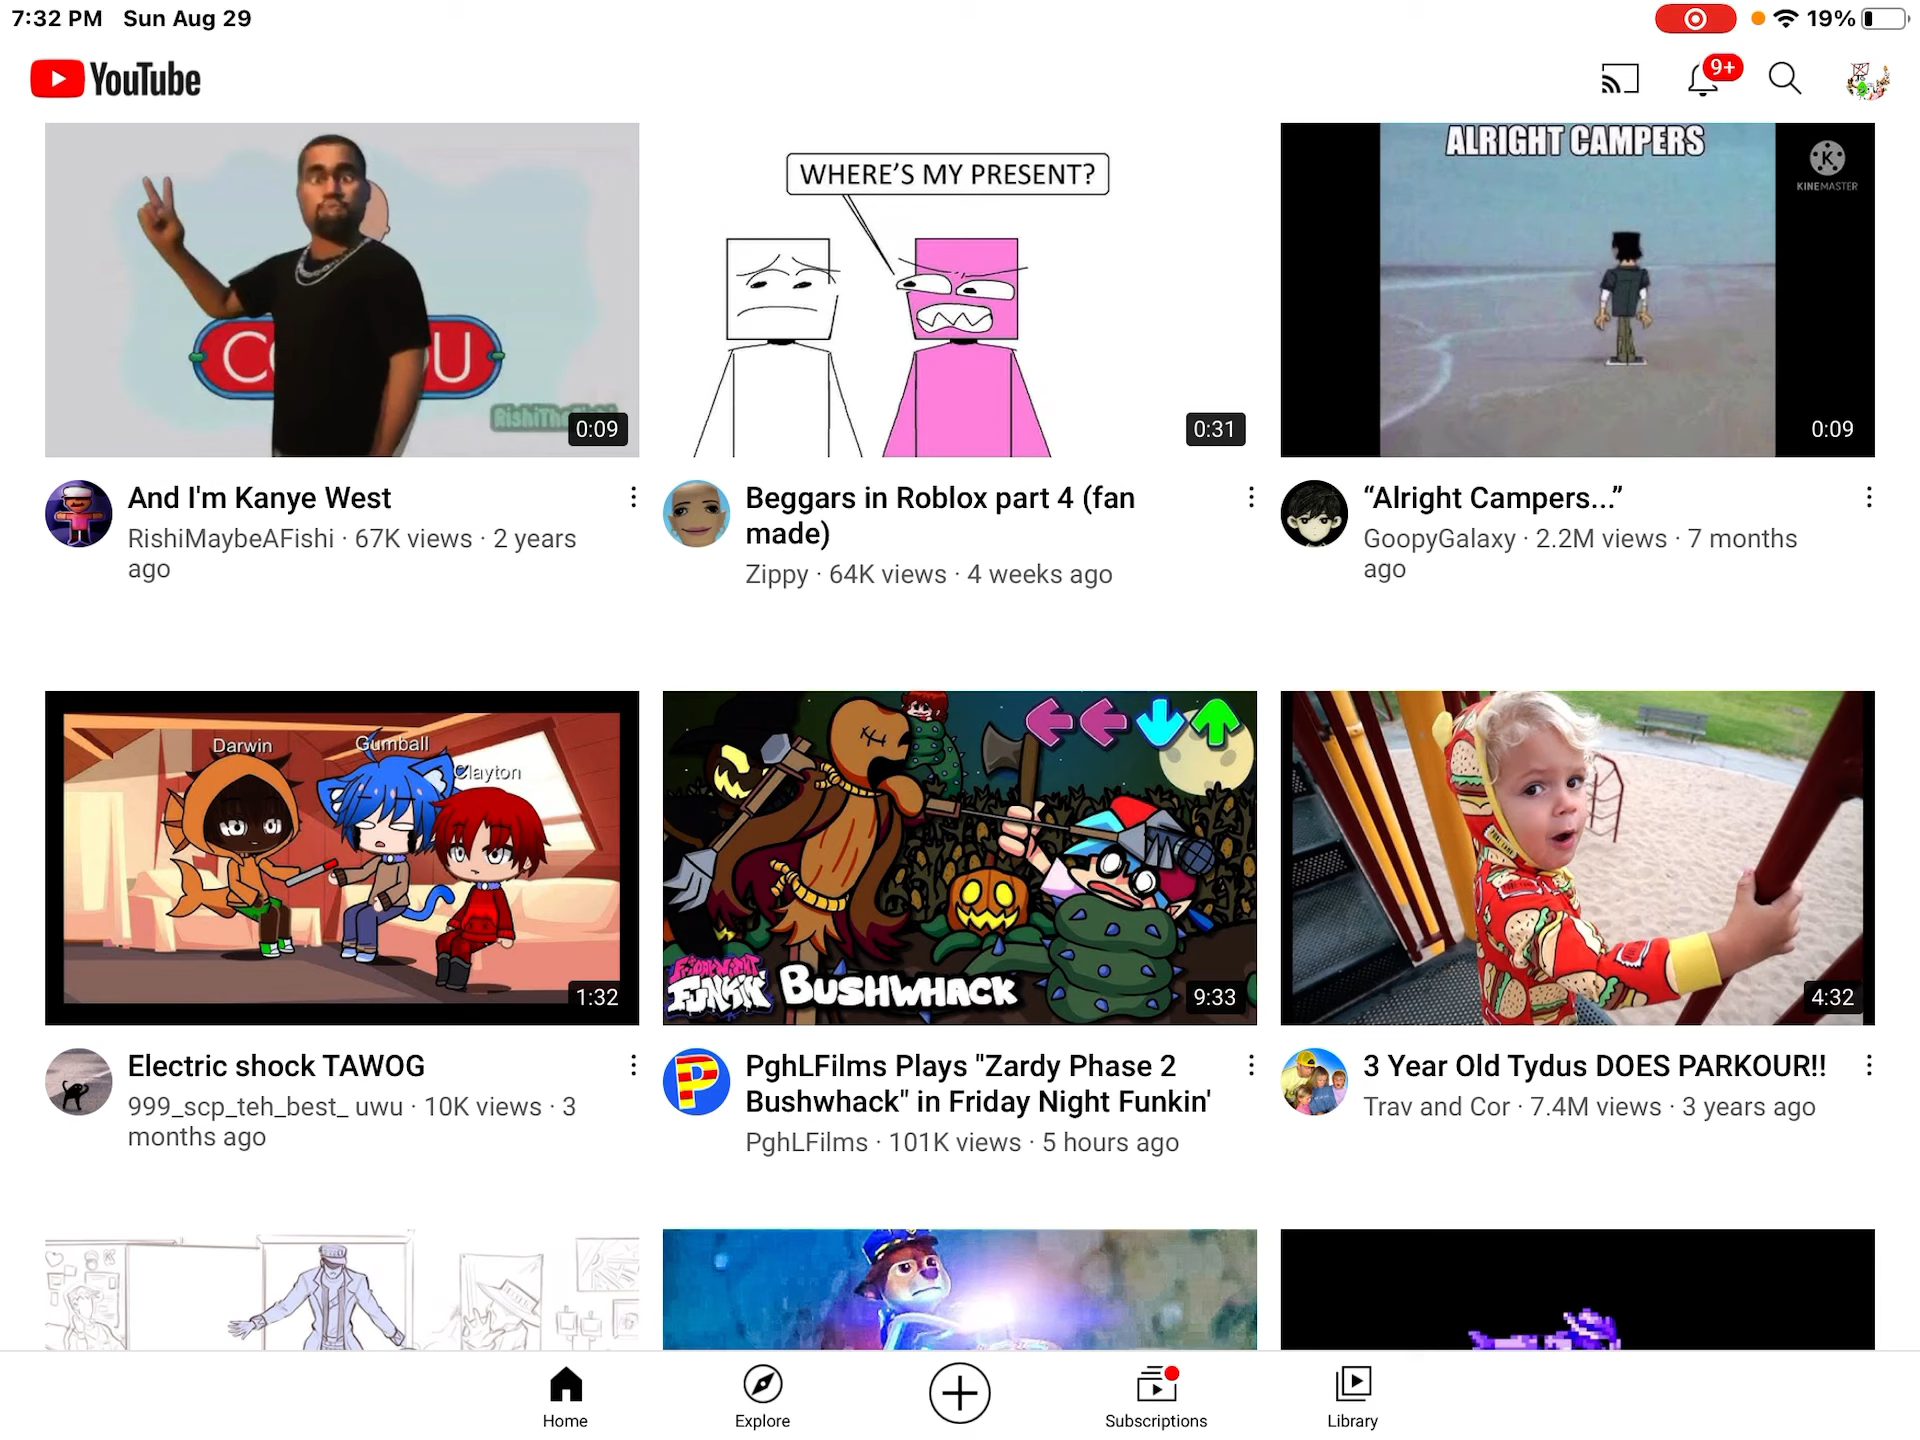 7:32 PM Sun Aug 29
19%
YouTube
9+
WHERE'S MY PRESENT?
ALRIGHT CAMPERS
K
KINEMASTER
CO
U
RishiThe
0:09
0:31
0:09
And I'm Kanye West
RishiMaybeAFishi · 67K views · 2 years
ago
Beggars in Roblox part 4 (fan
made)
Zippy · 64K views · 4 weeks ago
“Alright Campers...”
GoopyGalaxy · 2.2M views · 7 months
ago
Darwin
Gumball
Clayton
1:32
FRIDAY NIGHT
FUNKIN
BUSHWHACK
9:33
4:32
Electric shock TAWOG
999_scp_teh_best_ uwu · 10K views · 3
months ago
P
PghLFilms Plays "Zardy Phase 2
Bushwhack" in Friday Night Funkin'
PghLFilms · 101K views · 5 hours ago
3 Year Old Tydus DOES PARKOUR!!
Trav and Cor · 7.4M views · 3 years ago
Home
Explore
Subscriptions
Library